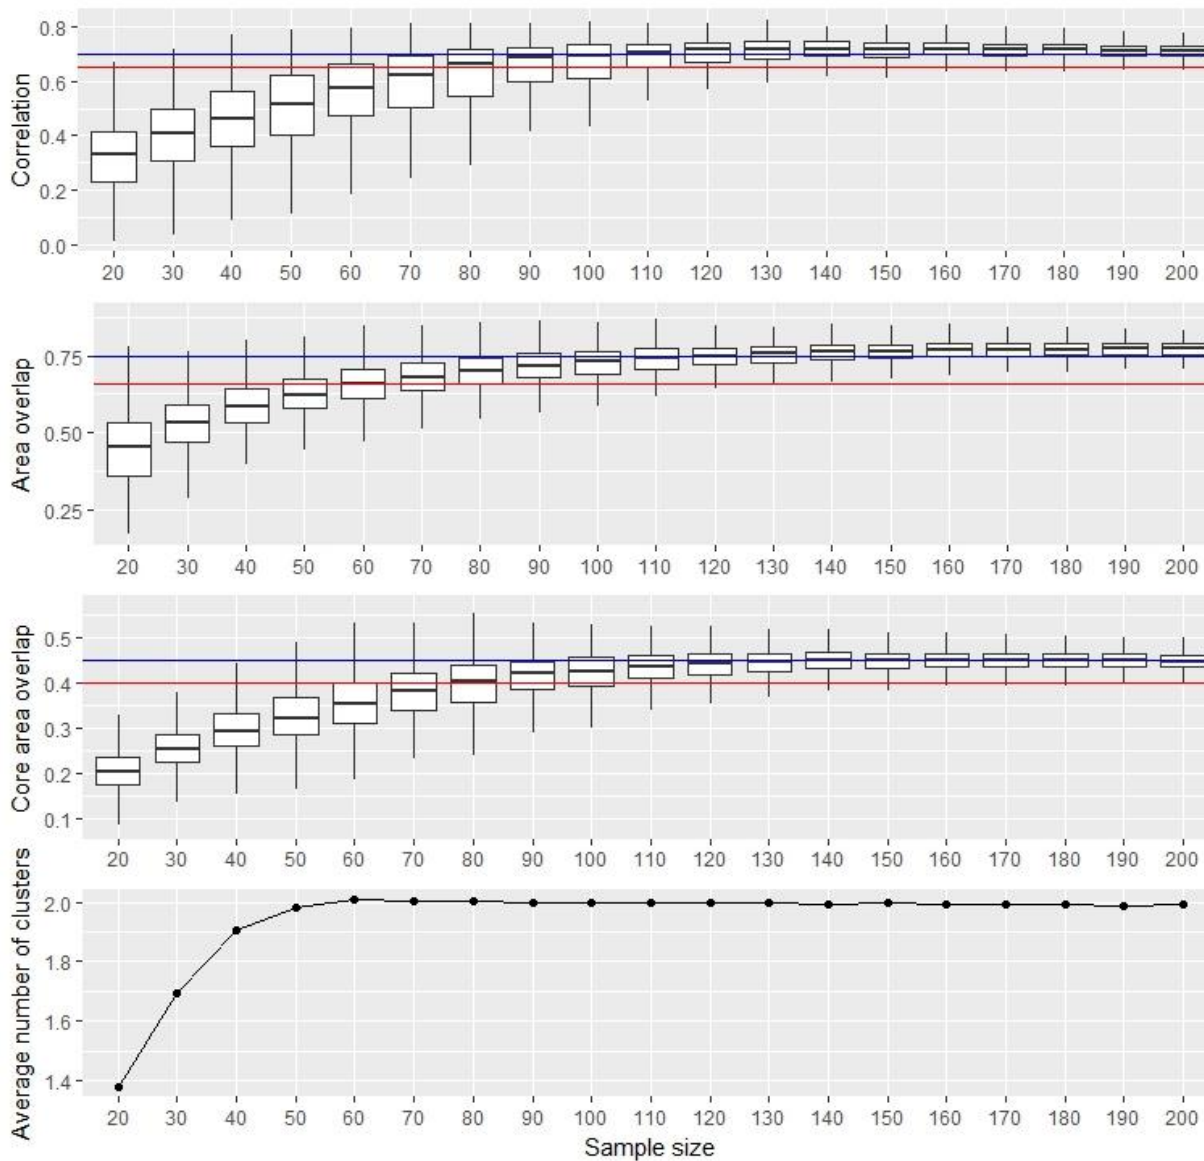 Correlation
0.8
0.6
0.4
0.2
0.0
20 30 40 50 60 70 80 90 100 110 120 130 140 150 160 170 180 190 200
Area overlap
0.75
0.50
0.25
20 30 40 50 60 70 80 90 100 110 120 130 140 150 160 170 180 190 200
Core area overlap
0.5
0.4
0.3
0.2
0.1
20 30 40 50 60 70 80 90 100 110 120 130 140 150 160 170 180 190 200
Average number of clusters
2.0
1.8
1.6
1.4
20 30 40 50 60 70 80 90 100 110 120 130 140 150 160 170 180 190 200
Sample size